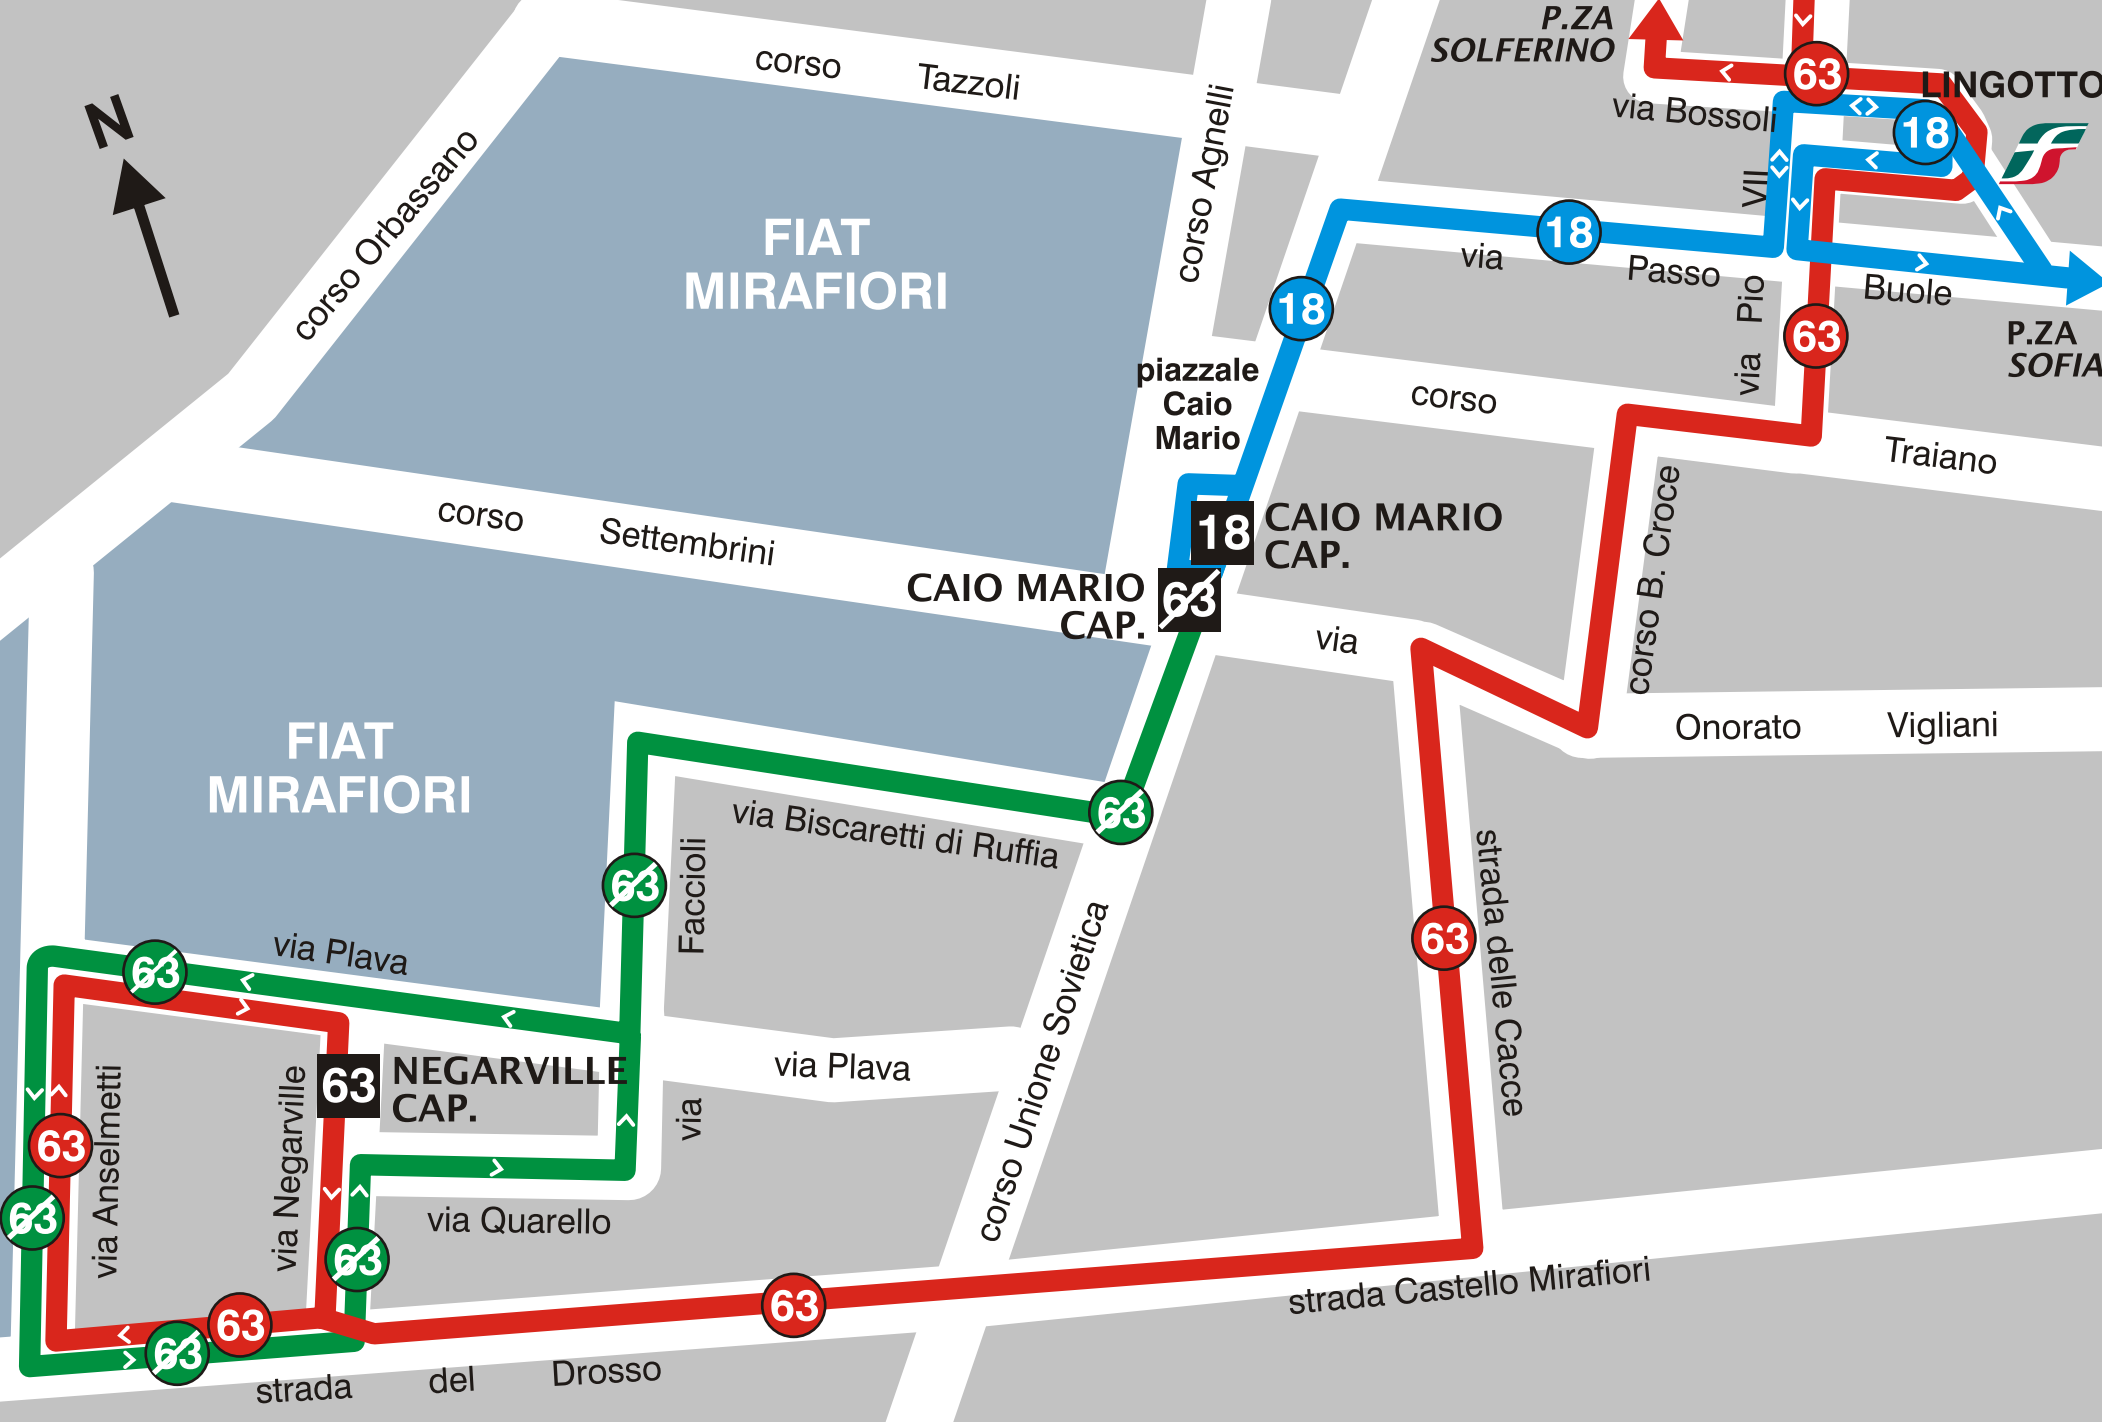 P.ZA
SOLFERINO
63
LINGOTTO
via Bossoli
18
corso Tazzoli
N
corso Orbassano
corso Agnelli
FIAT
MIRAFIORI
18
via Passo Buole
18
via Pio VII
63
P.ZA
SOFIA
piazzale
Caio
Mario
corso Traiano
corso Settembrini
18
CAIO MARIO
CAP.
CAIO MARIO
CAP.
63
corso B. Croce
via Onorato Vigliani
FIAT
MIRAFIORI
63
via Biscaretti di Ruffia
63
via Faccioli
strada delle Cacce
63
corso Unione Sovietica
63
via Plava
via Plava
63
NEGARVILLE
CAP.
63
via Anselmetti
via Negarville
63
via Quarello
63
63
63
63
strada Castello Mirafiori
strada del Drosso